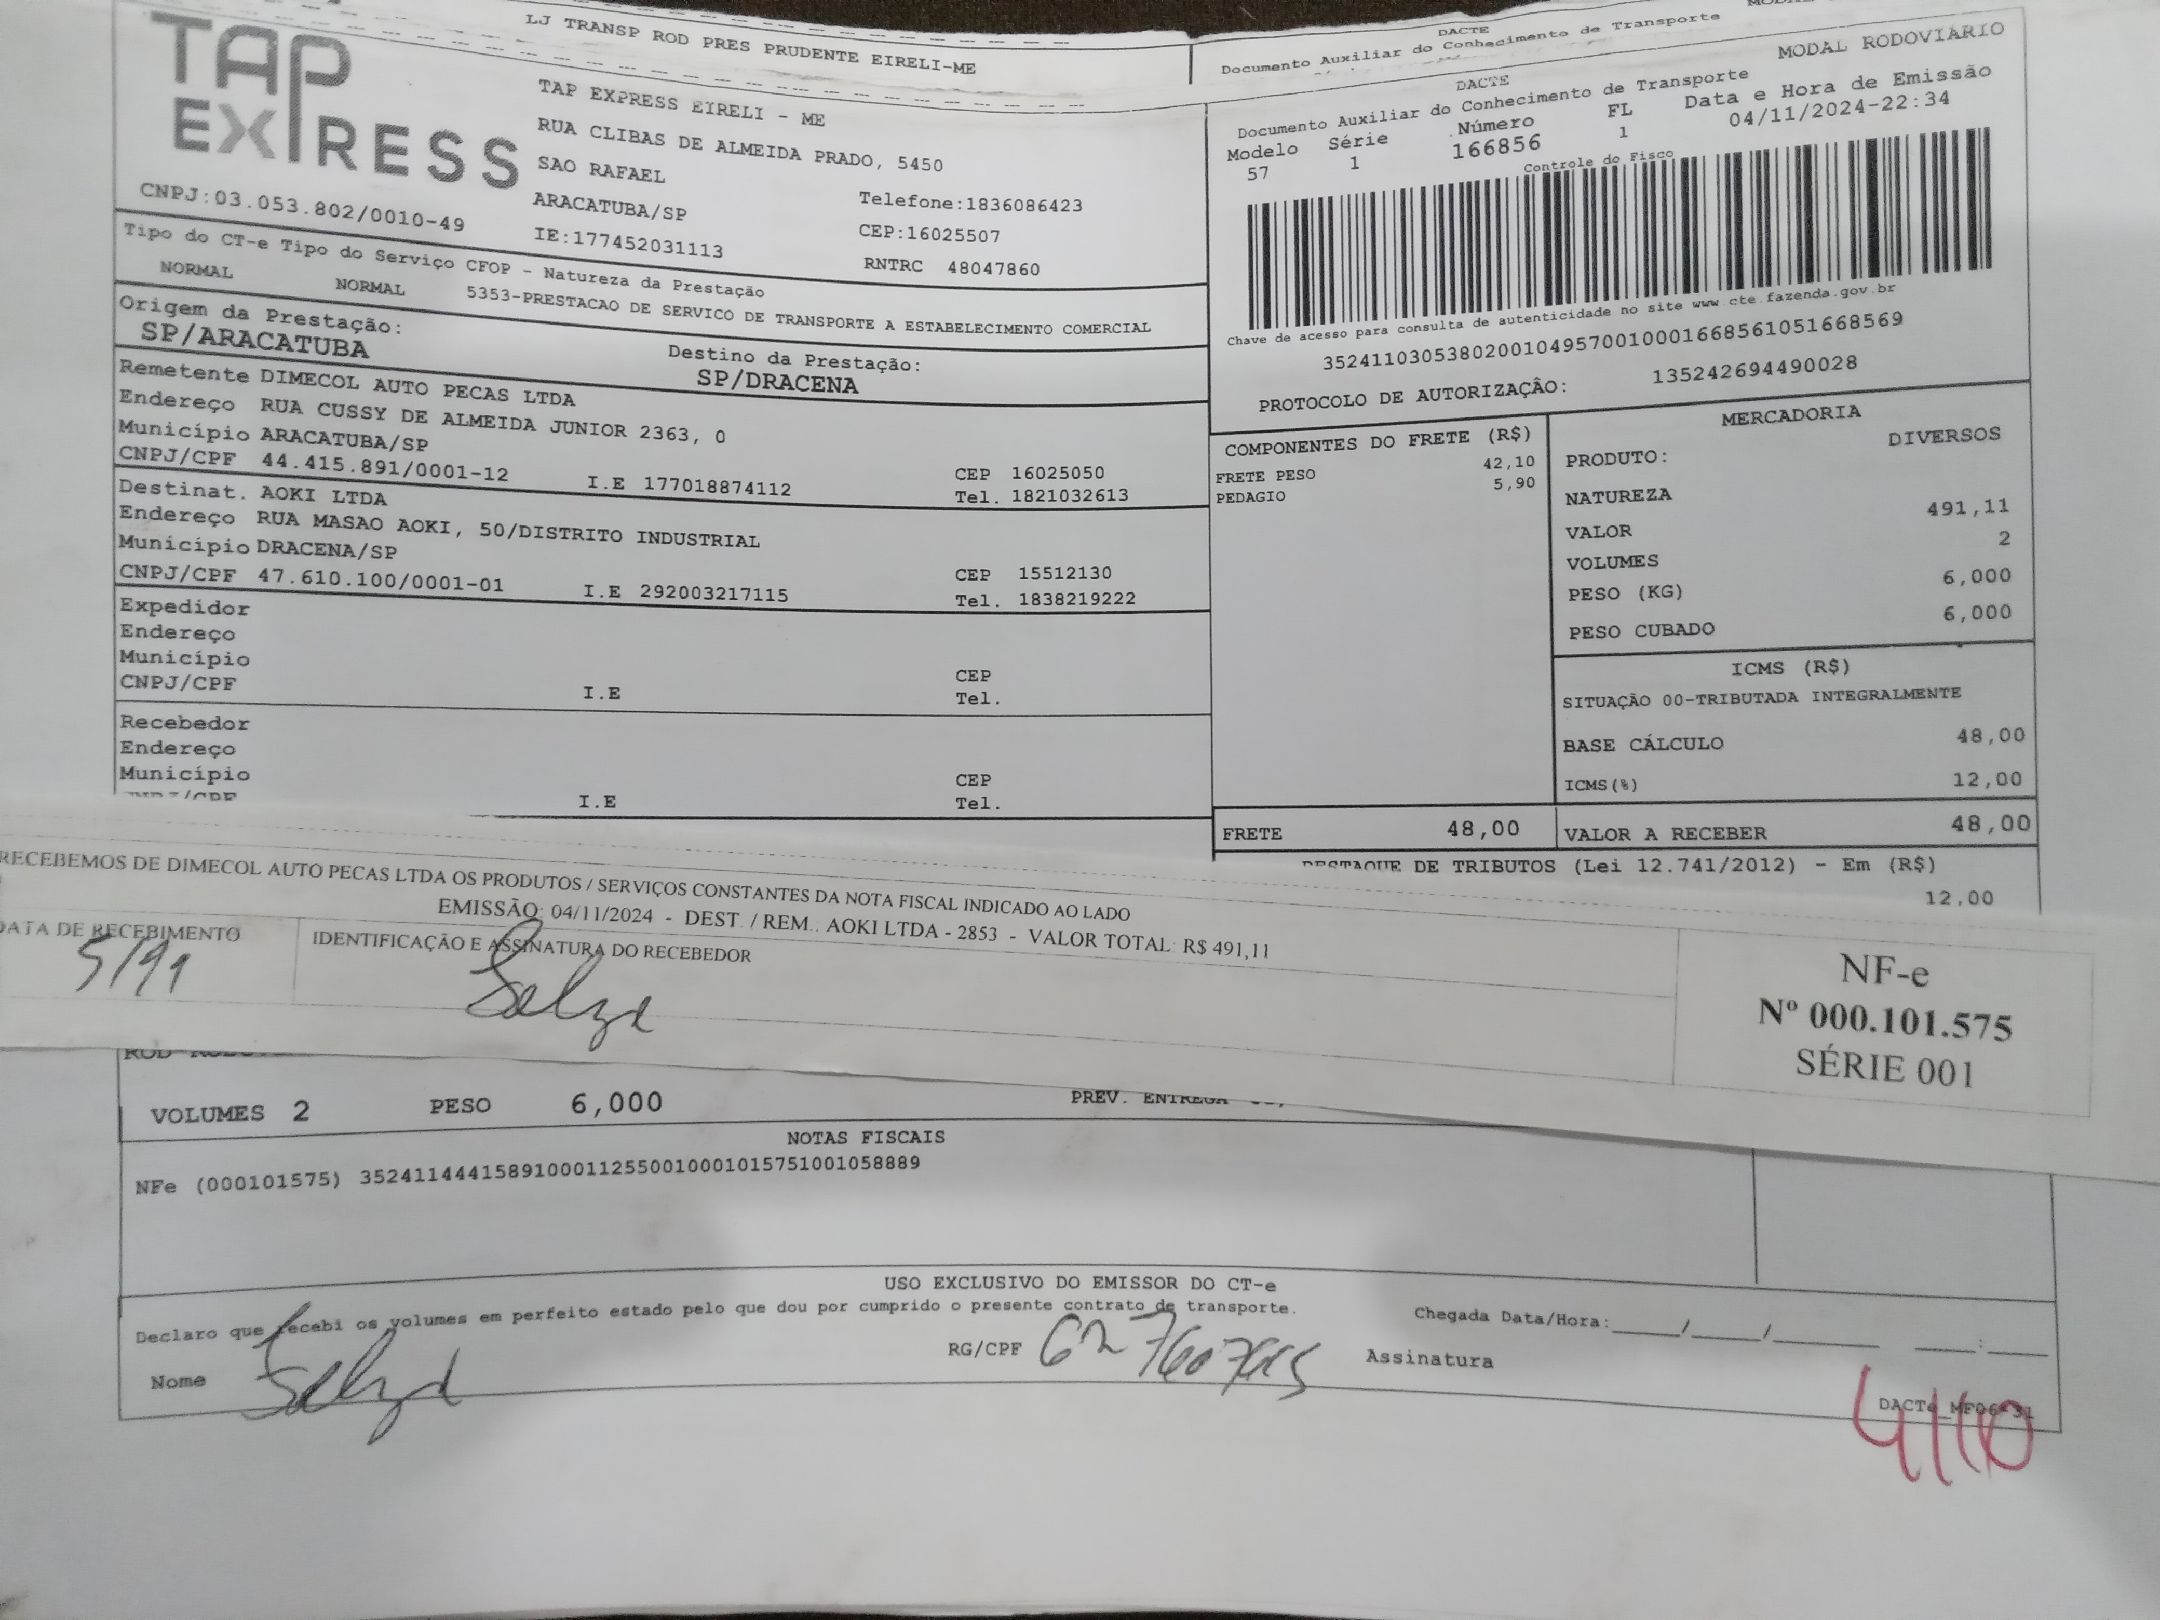 LJ TRANSP ROD PRES PRUDENTE EIRELI-ME
DACTE
Documento Auxiliar do Conhecimento de Transporte
TAP
EXPRESS
CNPJ:03.053.802/0010-49
TAP EXPRESS EIRELI - ME
RUA CLIBAS DE ALMEIDA PRADO, 5450
SAO RAFAEL
ARACATUBA/SP
Telefone:1836086423
CEP:16025507
IE:177452031113
RNTRC 48047860
DACTE
MODAL RODOVIÁRIO
Documento Auxiliar do Conhecimento de Transporte
Modelo Série Número FL Data e Hora de Emissão
57 1 166856 1 04/11/2024-22:34
Controle do Fisco
Chave de acesso para consulta de autenticidade no site www.cte.fazenda.gov.br
35241103053802001049570010001668561051668569
PROTOCOLO DE AUTORIZAÇÃO: 135242694490028
Tipo do CT-e Tipo do Serviço CFOP - Natureza da Prestação
NORMAL NORMAL 5353-PRESTACAO DE SERVICO DE TRANSPORTE A ESTABELECIMENTO COMERCIAL
Origem da Prestação:
SP/ARACATUBA
Destino da Prestação:
SP/DRACENA
Remetente DIMECOL AUTO PECAS LTDA
Endereço RUA CUSSY DE ALMEIDA JUNIOR 2363, 0
Município ARACATUBA/SP CEP 16025050
CNPJ/CPF 44.415.891/0001-12 I.E 177018874112 Tel. 1821032613
Destinat. AOKI LTDA
Endereço RUA MASAO AOKI, 50/DISTRITO INDUSTRIAL
Município DRACENA/SP CEP 15512130
CNPJ/CPF 47.610.100/0001-01 I.E 292003217115 Tel. 1838219222
Expedidor
Endereço
Município CEP
CNPJ/CPF I.E Tel.
Recebedor
Endereço
Município CEP
CNPJ/CPF I.E Tel.
COMPONENTES DO FRETE (R$)
FRETE PESO 42,10
PEDAGIO 5,90
MERCADORIA
PRODUTO: DIVERSOS
NATUREZA
VALOR 491,11
VOLUMES 2
PESO (KG) 6,000
PESO CUBADO 6,000
ICMS (R$)
SITUAÇÃO 00-TRIBUTADA INTEGRALMENTE
BASE CÁLCULO 48,00
ICMS(%) 12,00
FRETE 48,00 VALOR A RECEBER 48,00
DESTAQUE DE TRIBUTOS (Lei 12.741/2012) - Em (R$)
12,00
RECEBEMOS DE DIMECOL AUTO PECAS LTDA OS PRODUTOS / SERVIÇOS CONSTANTES DA NOTA FISCAL INDICADO AO LADO
EMISSÃO: 04/11/2024 - DEST. / REM.: AOKI LTDA - 2853 - VALOR TOTAL: R$ 491,11
DATA DE RECEBIMENTO
5/11
IDENTIFICAÇÃO E ASSINATURA DO RECEBEDOR
NF-e
Nº 000.101.575
SÉRIE 001
VOLUMES 2 PESO 6,000 PREV. ENTREGA
NOTAS FISCAIS
NFe (000101575) 35241144415891000112550010001015751001058889
USO EXCLUSIVO DO EMISSOR DO CT-e
Declaro que recebi os volumes em perfeito estado pelo que dou por cumprido o presente contrato de transporte.
Chegada Data/Hora:_____/_____/________ ____:____
Nome
RG/CPF
Assinatura